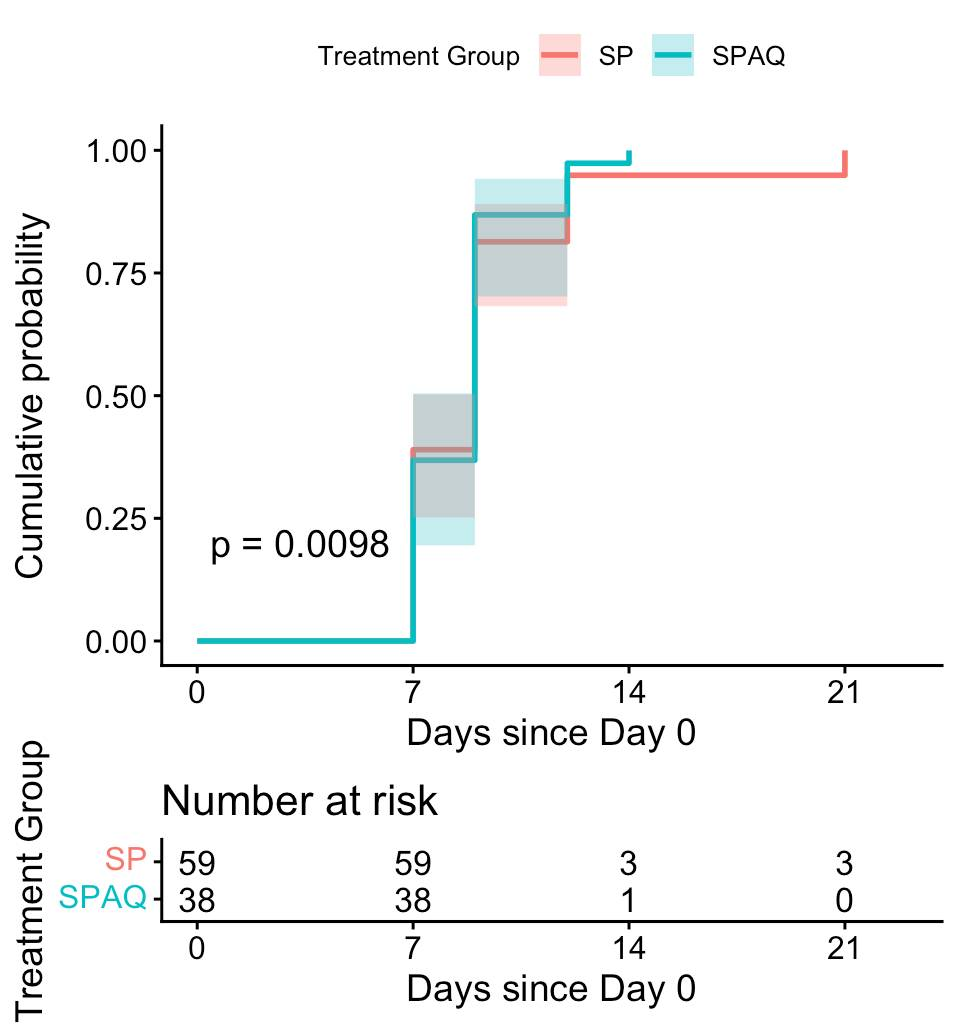 Treatment Group SP SPAQ
Cumulative probability
1.00
0.75
0.50
0.25
0.00
p = 0.0098
0 7 14 21
Days since Day 0
Number at risk
Treatment Group
SP 59 59 3 3
SPAQ 38 38 1 0
0 7 14 21
Days since Day 0